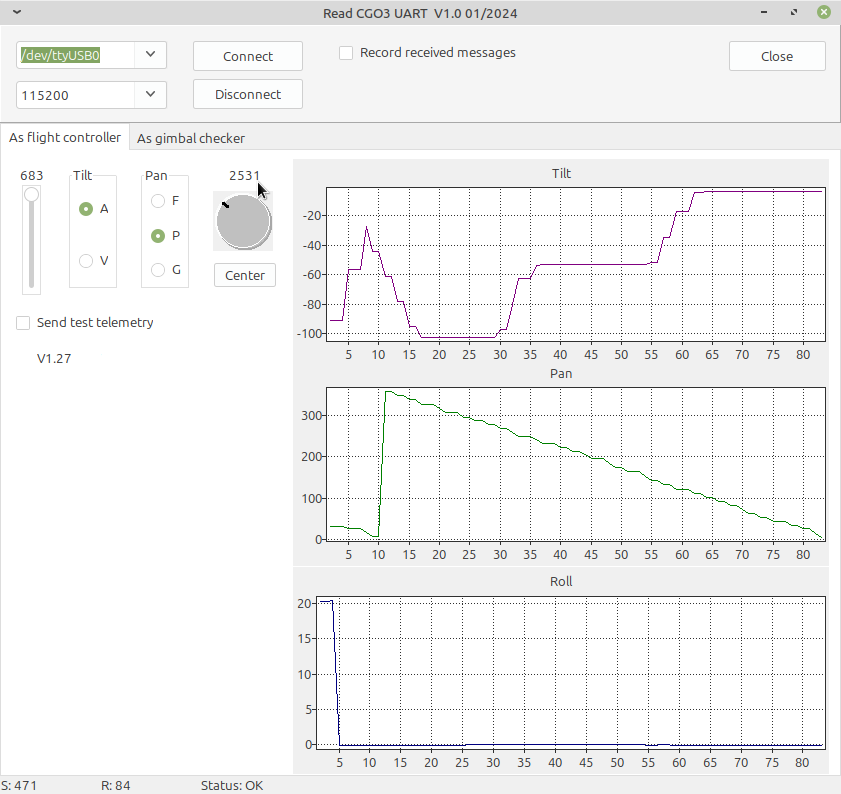 Read CGO3 UART V1.0 01/2024
/dev/ttyUSB0
Connect
Record received messages
Close
115200
Disconnect
As flight controller
As gimbal checker
683
Tilt
Pan
2531
A
V
F
P
G
Center
Send test telemetry
V1.27
Tilt
-20
-40
-60
-80
-100
5 10 15 20 25 30 35 40 45 50 55 60 65 70 75 80
Pan
300
200
100
0
5 10 15 20 25 30 35 40 45 50 55 60 65 70 75 80
Roll
20
15
10
5
0
5 10 15 20 25 30 35 40 45 50 55 60 65 70 75 80
S: 471
R: 84
Status: OK